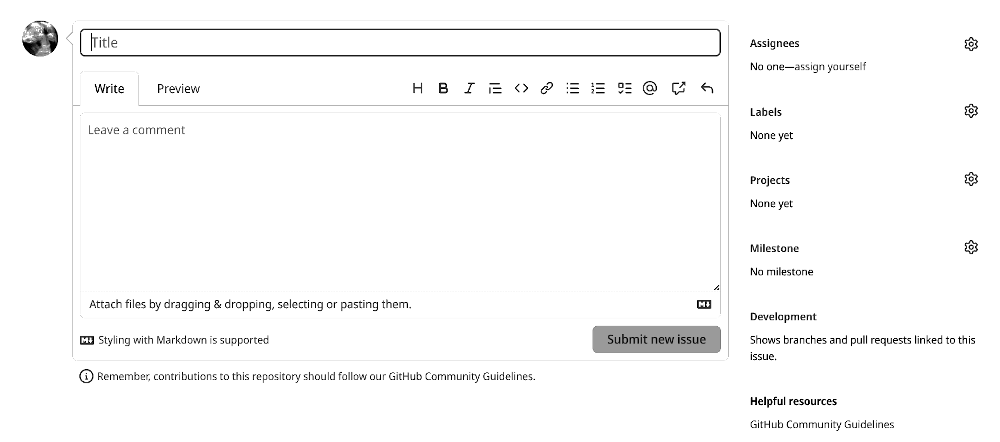 Title
Write Preview
Leave a comment
Attach files by dragging & dropping, selecting or pasting them.
Styling with Markdown is supported
Submit new issue
Remember, contributions to this repository should follow our GitHub Community Guidelines.
Assignees
No one—assign yourself
Labels
None yet
Projects
None yet
Milestone
No milestone
Development
Shows branches and pull requests linked to this
issue.
Helpful resources
GitHub Community Guidelines